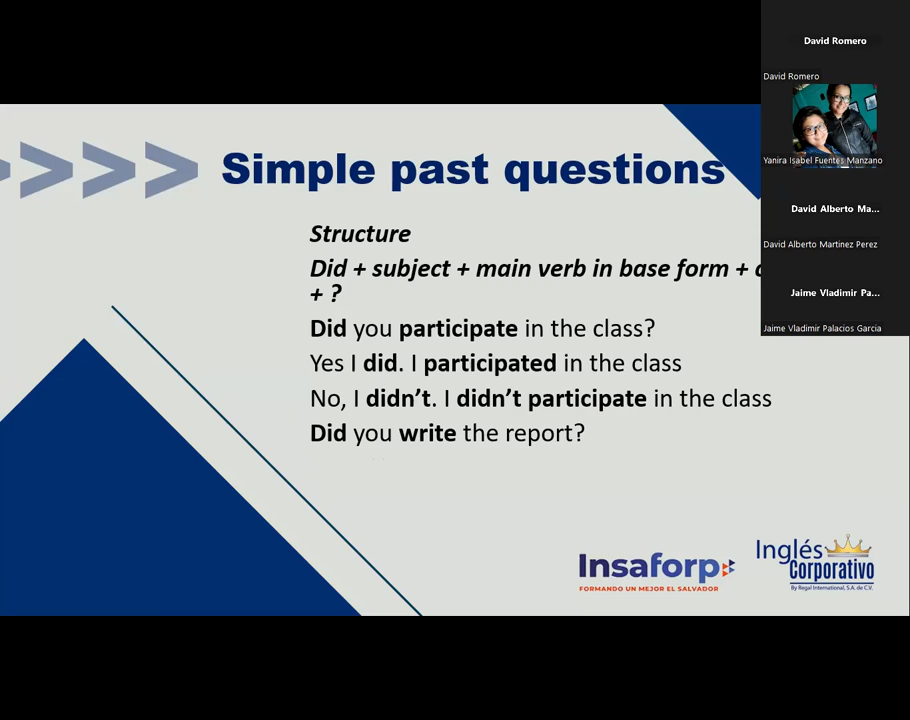 David Romero
David Romero
Yanira Isabel Fuentes Manzano
David Alberto Ma...
David Alberto Martinez Perez
Jaime Vladimir Pa...
Jaime Vladimir Palacios Garcia
>>>>
Simple past questions
Structure
Did + subject + main verb in base form +
+ ?
Did you participate in the class?
Yes I did. I participated in the class
No, I didn't. I didn't participate in the class
Did you write the report?
Insaforp
FORMANDO UN MEJOR EL SALVADOR
Inglés
Corporativo
By Regal International, S.A. de C.V.